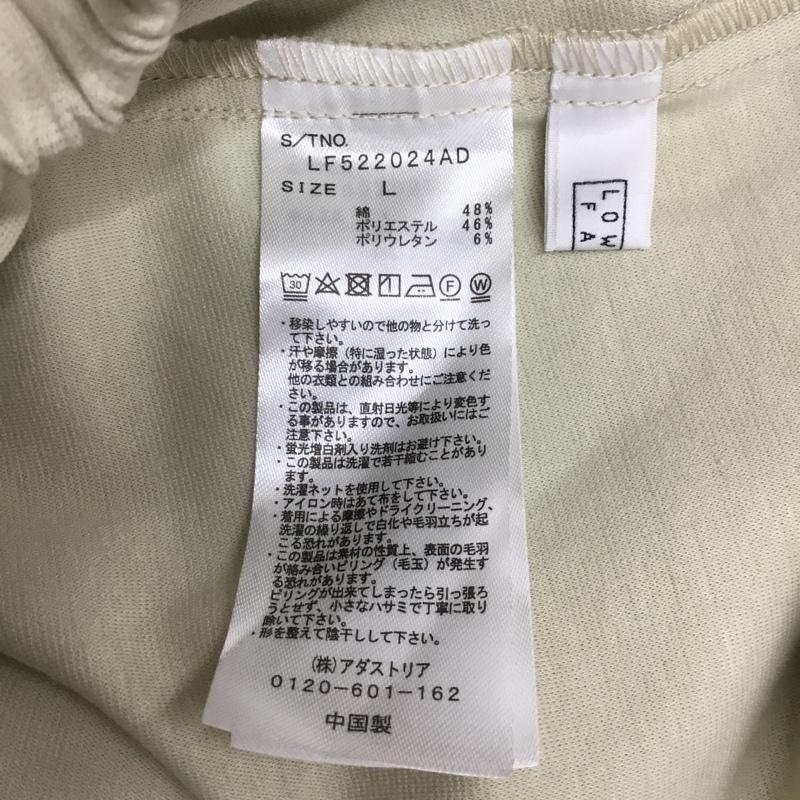 S/TNO.
LF522024AD
SIZE L
綿 48%
ポリエステル 46%
ポリウレタン 6%
30 1 F W
・移染しやすいので他の物と分けて洗っ
て下さい。
・汗や摩擦（特に湿った状態）により色
が移る場合があります。
他の衣類との組み合わせにご注意くだ
さい。
・この製品は、直射日光等により変色す
る事がありますので、お取扱いにはご
注意下さい。
・蛍光増白剤入り洗剤はお避け下さい。
・この製品は洗濯で若干縮むことがあり
ます。
・洗濯ネットを使用して下さい。
・アイロン時はあて布をして下さい。
・着用による摩擦やドライクリーニング、
洗濯の繰り返しで白化や毛羽立ちが起
こる恐れがあります。
・この製品は素材の性質上、表面の毛羽
が絡み合いピリング（毛玉）が発生す
る恐れがあります。
ピリングが出来てしまったら引っ張ろ
うとせず、小さなハサミで丁寧に取り
除いて下さい。
・形を整えて陰干しして下さい。
（株）アダストリア
0120-601-162
中国製
LOW
FA